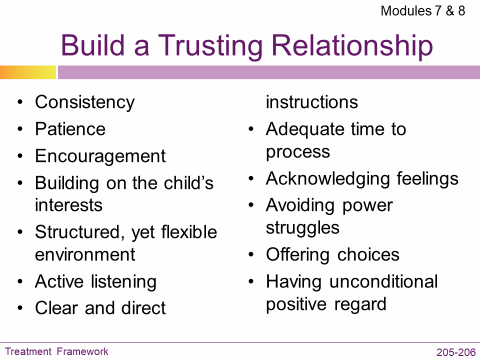 Modules 7 & 8
Build a Trusting Relationship
• Consistency
• Patience
• Encouragement
• Building on the child's
interests
• Structured, yet flexible
environment
• Active listening
• Clear and direct
instructions
• Adequate time to
process
• Acknowledging feelings
• Avoiding power
struggles
• Offering choices
• Having unconditional
positive regard
Treatment Framework
205-206